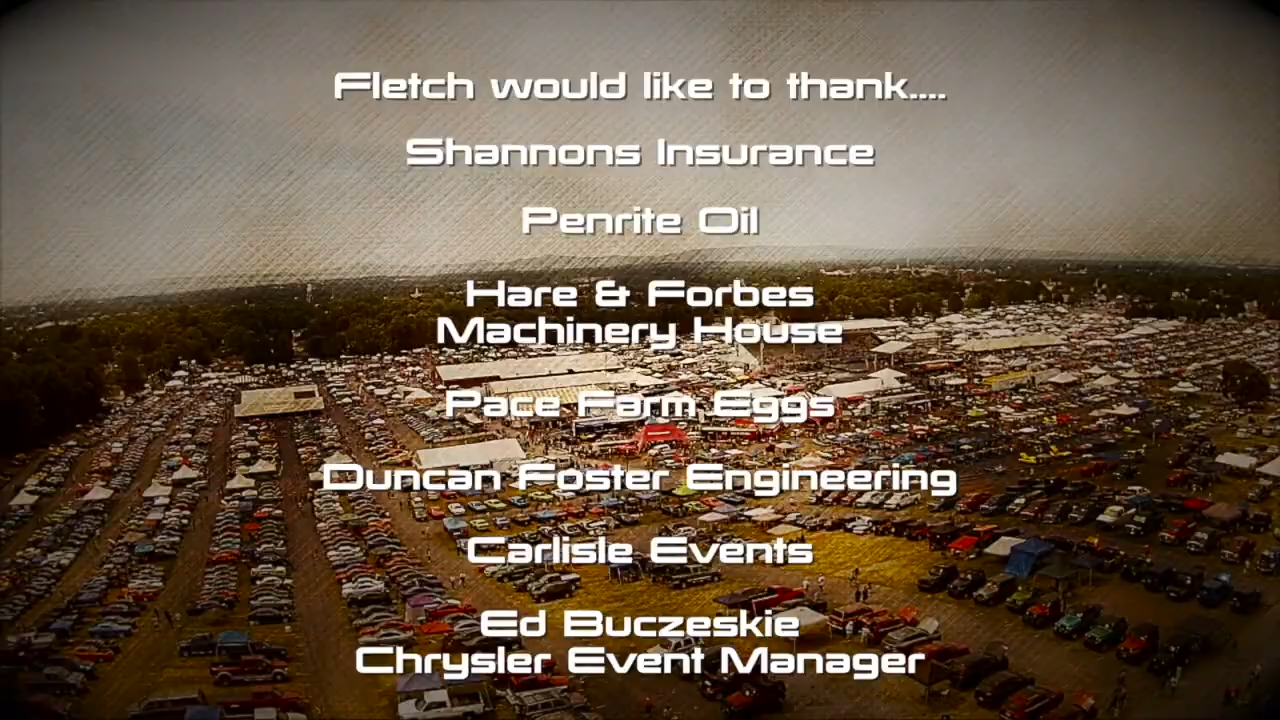 Fletch would like to thank....
Shannons Insurance
Penrite Oil
Hare & Forbes
Machinery House
Pace Farm Eggs
Duncan Foster Engineering
Carlisle Events
Ed Buczeskie
Chrysler Event Manager